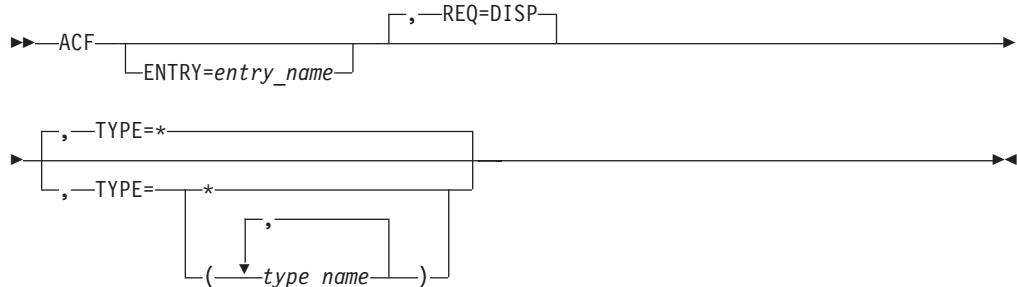 , REQ=DISP
ACF
ENTRY=entry_name
, TYPE=*
, TYPE= *
,
( type name )